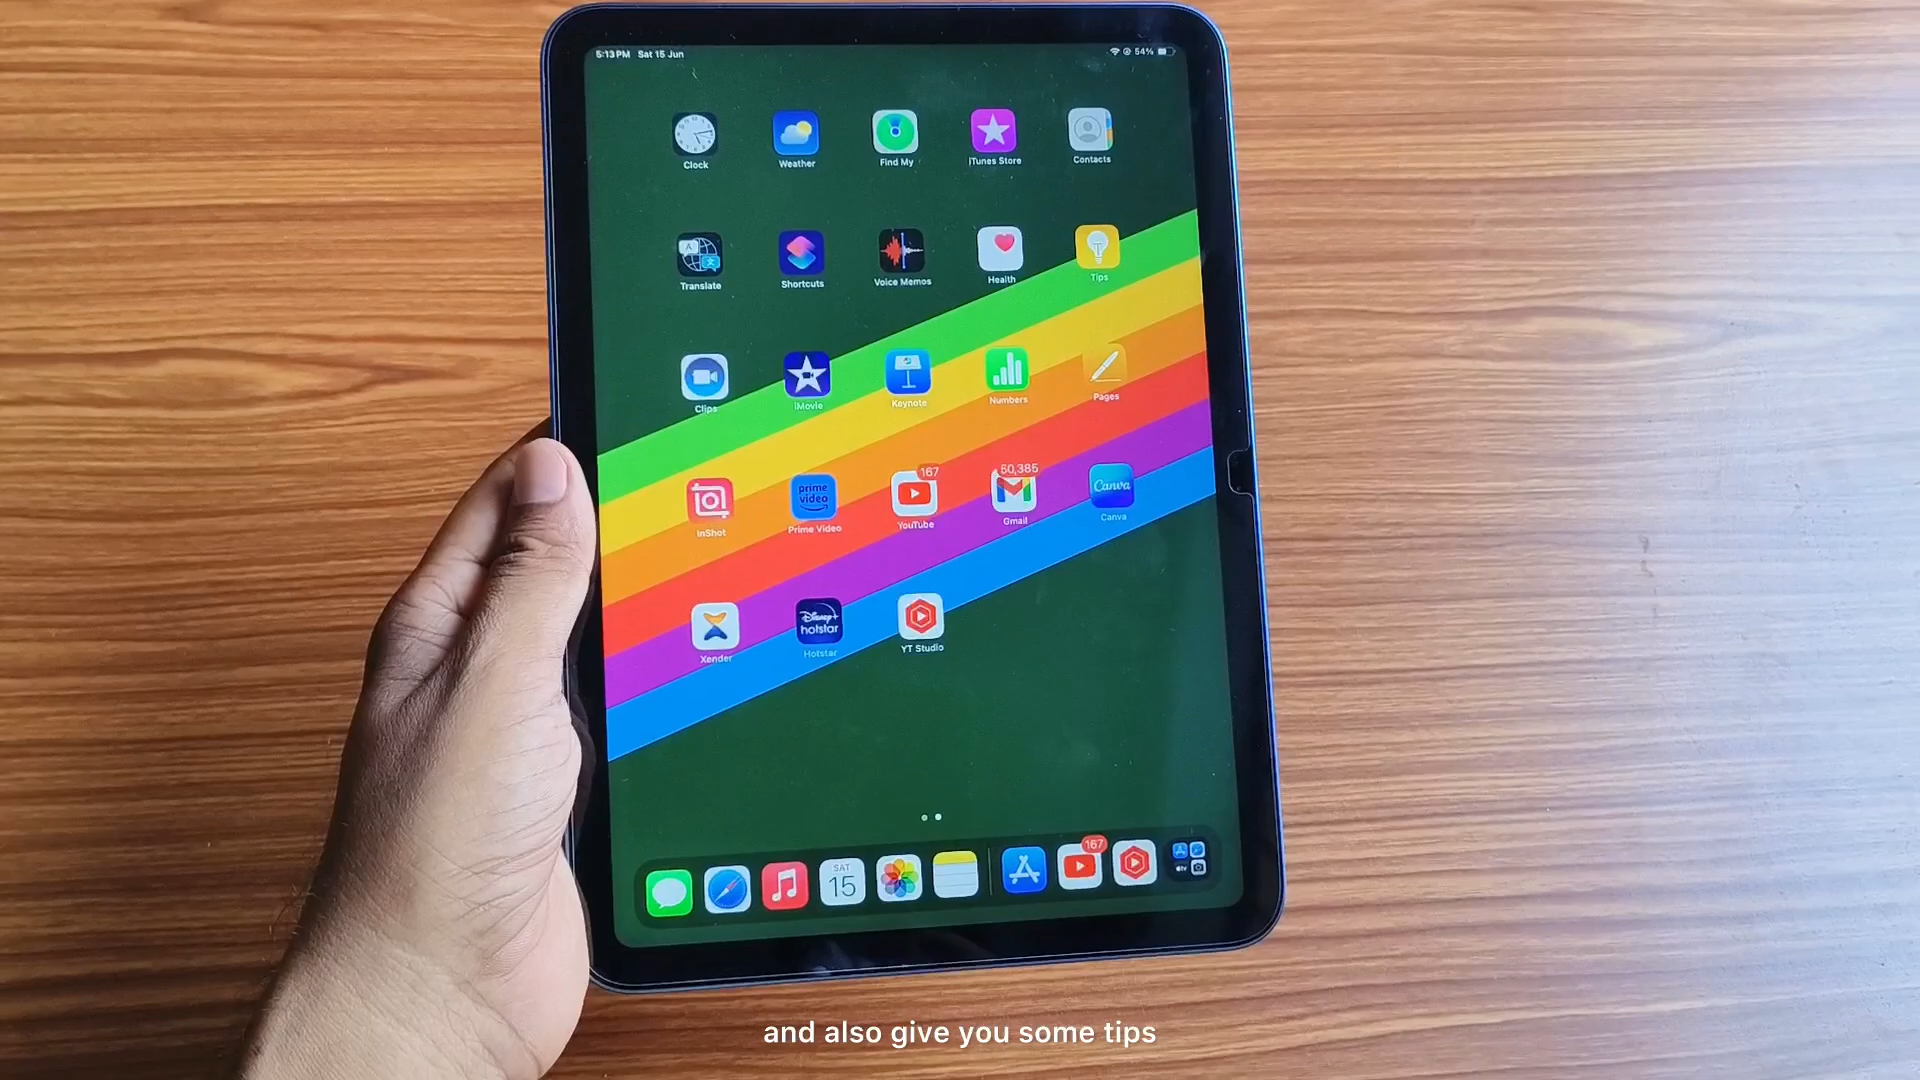 5:13 PM Sat 15 Jun
54%
Clock
Weather
Find My
iTunes Store
Contacts
Translate
Shortcuts
Voice Memos
Health
Tips
Clips
iMovie
Keynote
Numbers
Pages
InShot
prime video
Prime Video
167
YouTube
50,385
Gmail
Canva
Canva
Xender
Disney+ hotstar
Hotstar
YT Studio
SAT
15
167
and also give you some tips